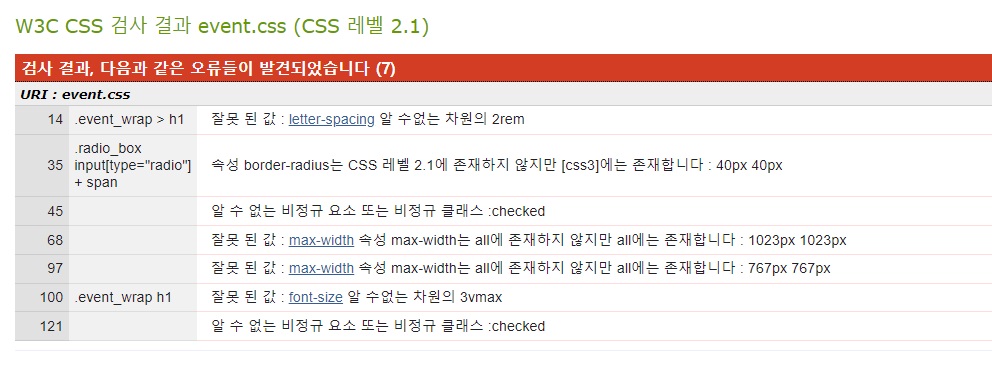 W3C CSS 검사 결과 event.css (CSS 레벨 2.1)
검사 결과, 다음과 같은 오류들이 발견되었습니다 (7)
URI : event.css
14 .event_wrap > h1 잘못 된 값 : letter-spacing 알 수없는 차원의 2rem
.radio_box
35 input[type="radio"] 속성 border-radius는 CSS 레벨 2.1에 존재하지 않지만 [css3]에는 존재합니다 : 40px 40px
+ span
45 알 수 없는 비정규 요소 또는 비정규 클래스 :checked
68 잘못 된 값 : max-width 속성 max-width는 all에 존재하지 않지만 all에는 존재합니다 : 1023px 1023px
97 잘못 된 값 : max-width 속성 max-width는 all에 존재하지 않지만 all에는 존재합니다 : 767px 767px
100 .event_wrap h1 잘못 된 값 : font-size 알 수없는 차원의 3vmax
121 알 수 없는 비정규 요소 또는 비정규 클래스 :checked